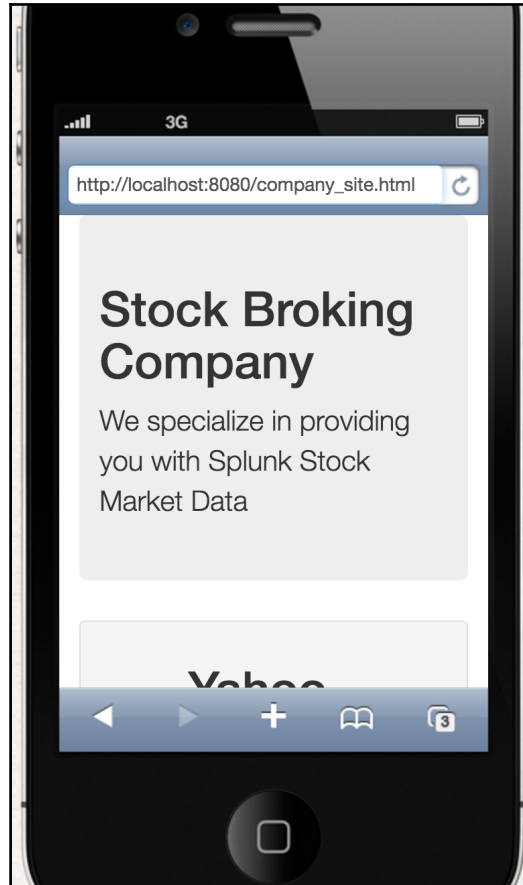 3G
http://localhost:8080/company_site.html
Stock Broking
Company
We specialize in providing
you with Splunk Stock
Market Data
Yahoo
3